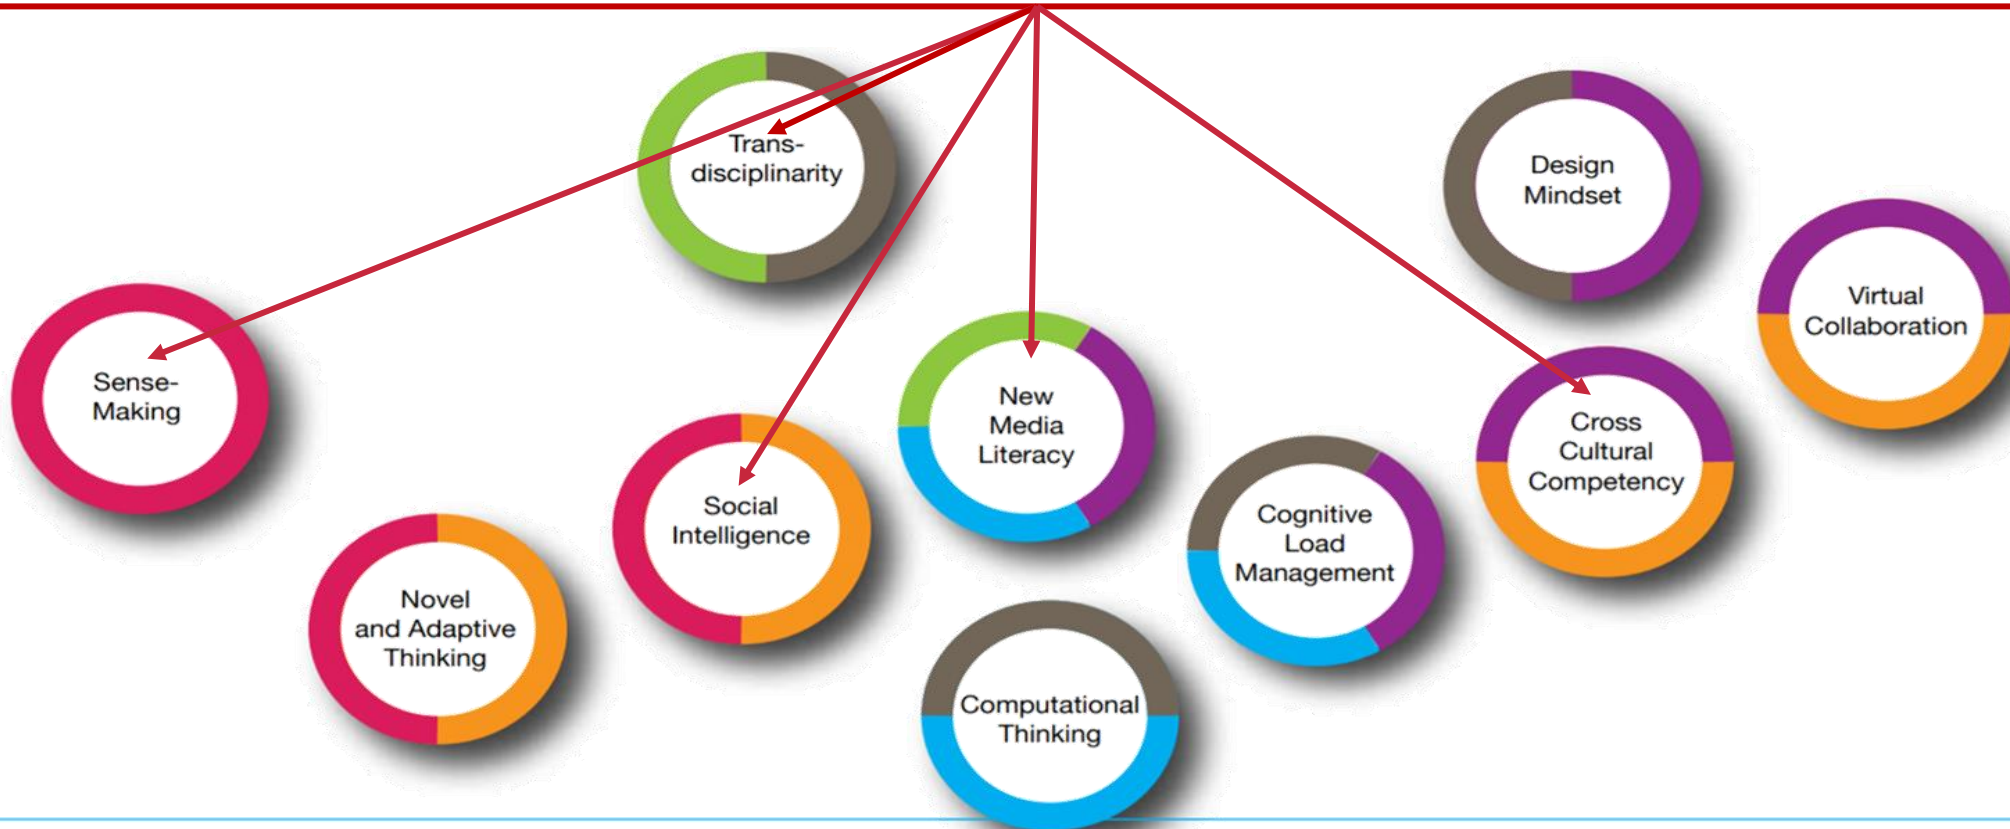 Trans-
disciplinarity
Design
Mindset
Virtual
Collaboration
Sense-
Making
New
Media
Literacy
Cross
Cultural
Competency
Social
Intelligence
Cognitive
Load
Management
Novel
and Adaptive
Thinking
Computational
Thinking